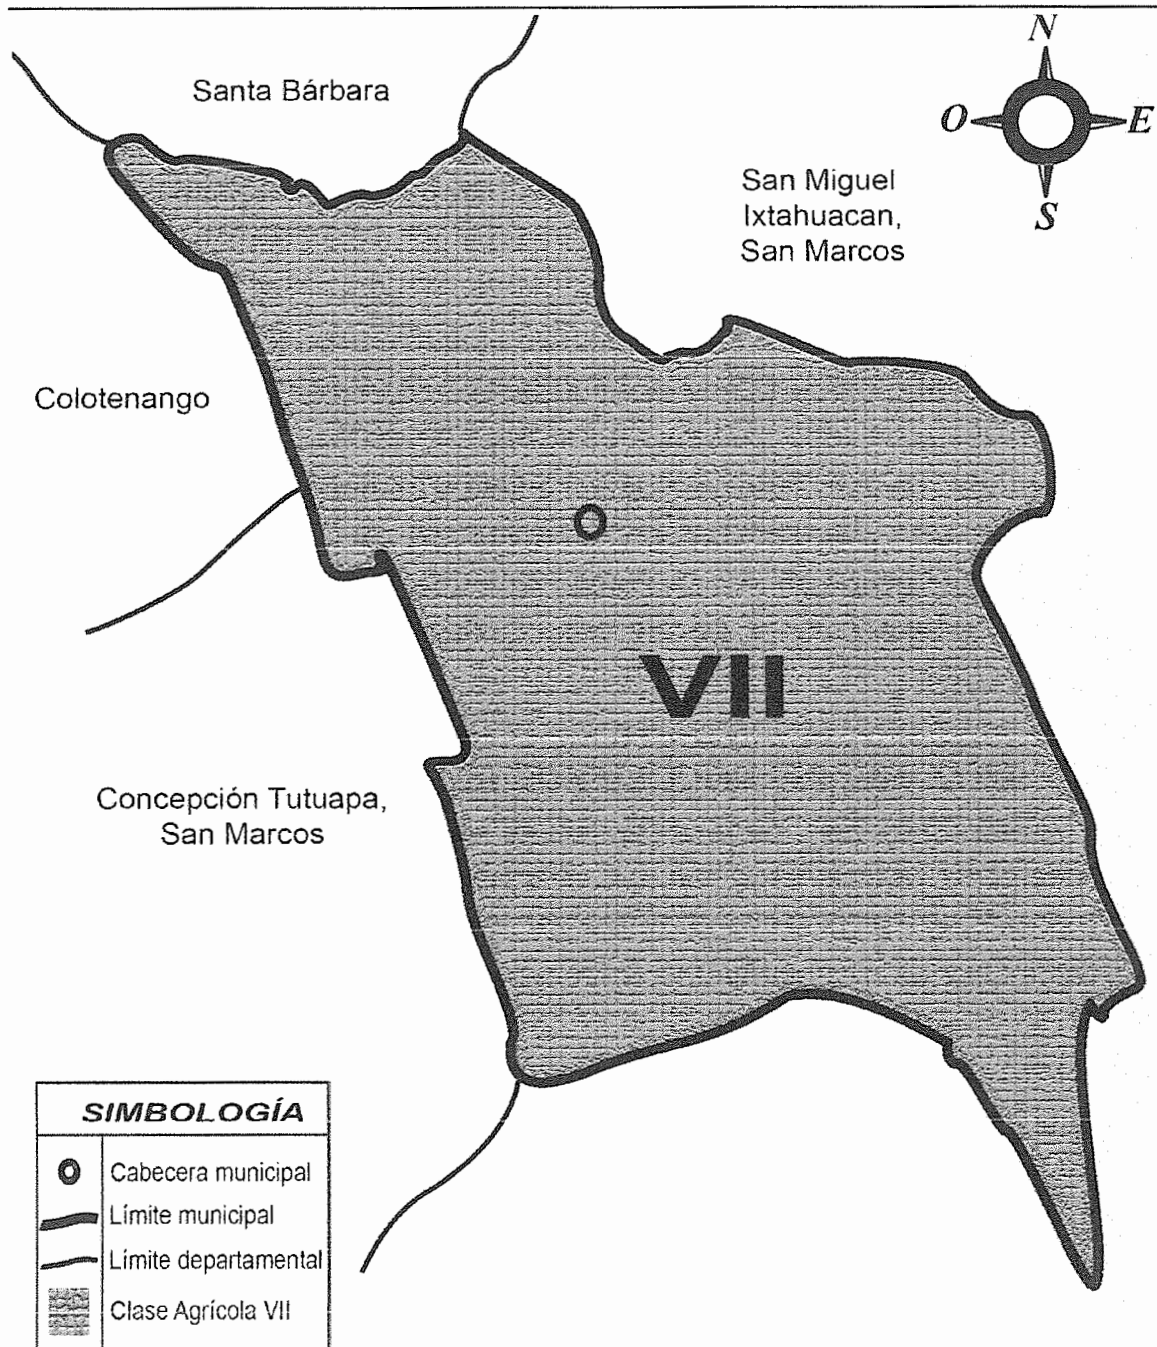 N
Santa Bárbara
O
E
San Miguel
Ixtahuacan,
San Marcos
S
Colotenango
VII
Concepción Tutuapa,
San Marcos
SIMBOLOGÍA
Cabecera municipal
Límite municipal
Límite departamental
Clase Agrícola VII